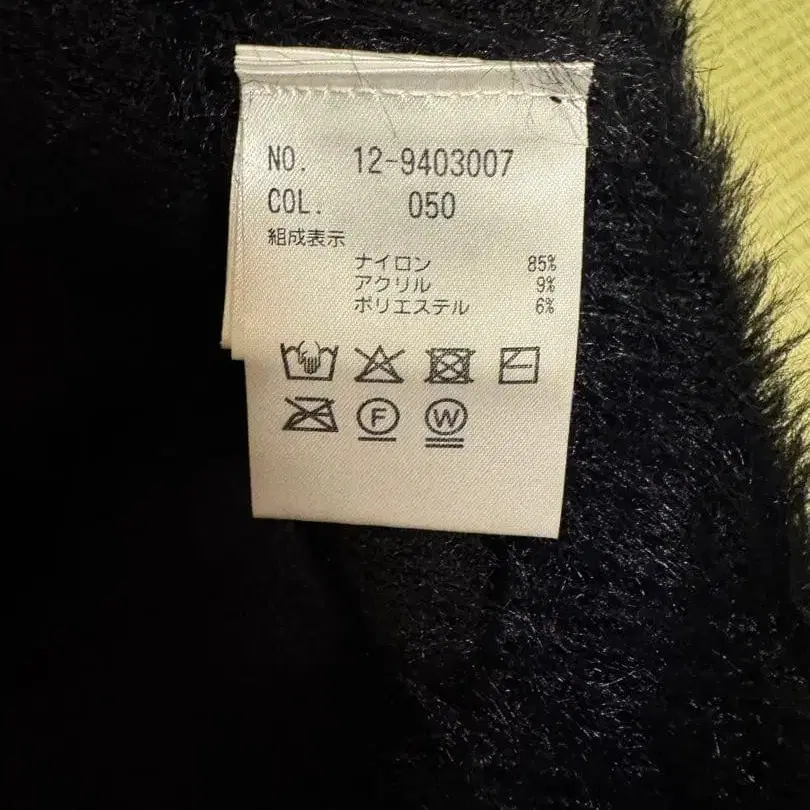 NO. 12-9403007
COL. 050
組成表示
ナイロン 85%
アクリル 9%
ポリエステル 6%
F W